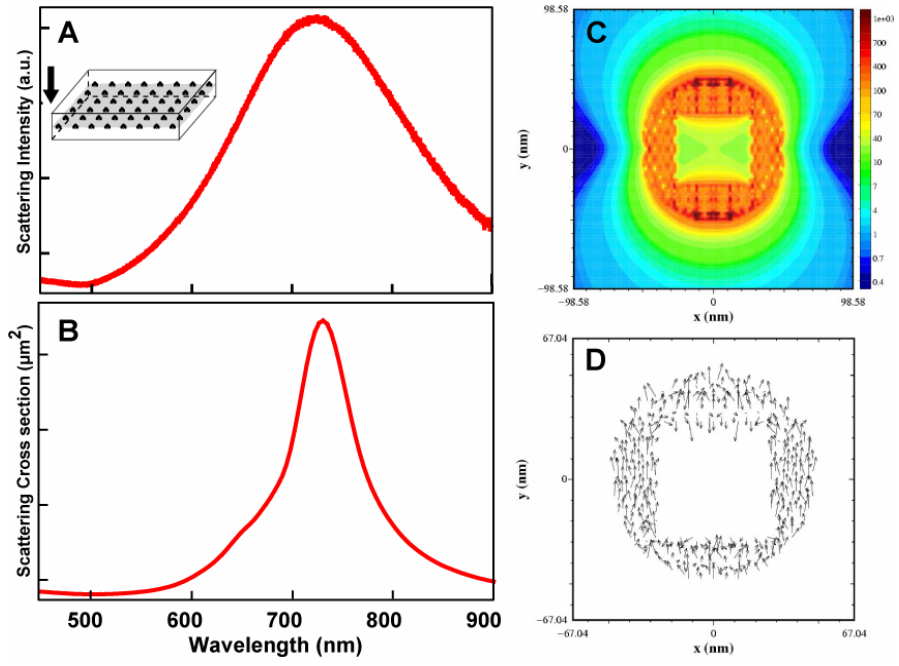 A
Scattering Intensity (a.u.)
B
Scattering Cross section (µm²)
500
600
700
800
900
Wavelength (nm)
C
98.58
y (nm)
0
−98.58
−98.58
0
98.58
x (nm)
1e+03
700
400
100
70
40
10
7
4
1
0.7
0.4
D
67.04
y (nm)
0
−67.04
−67.04
0
67.04
x (nm)